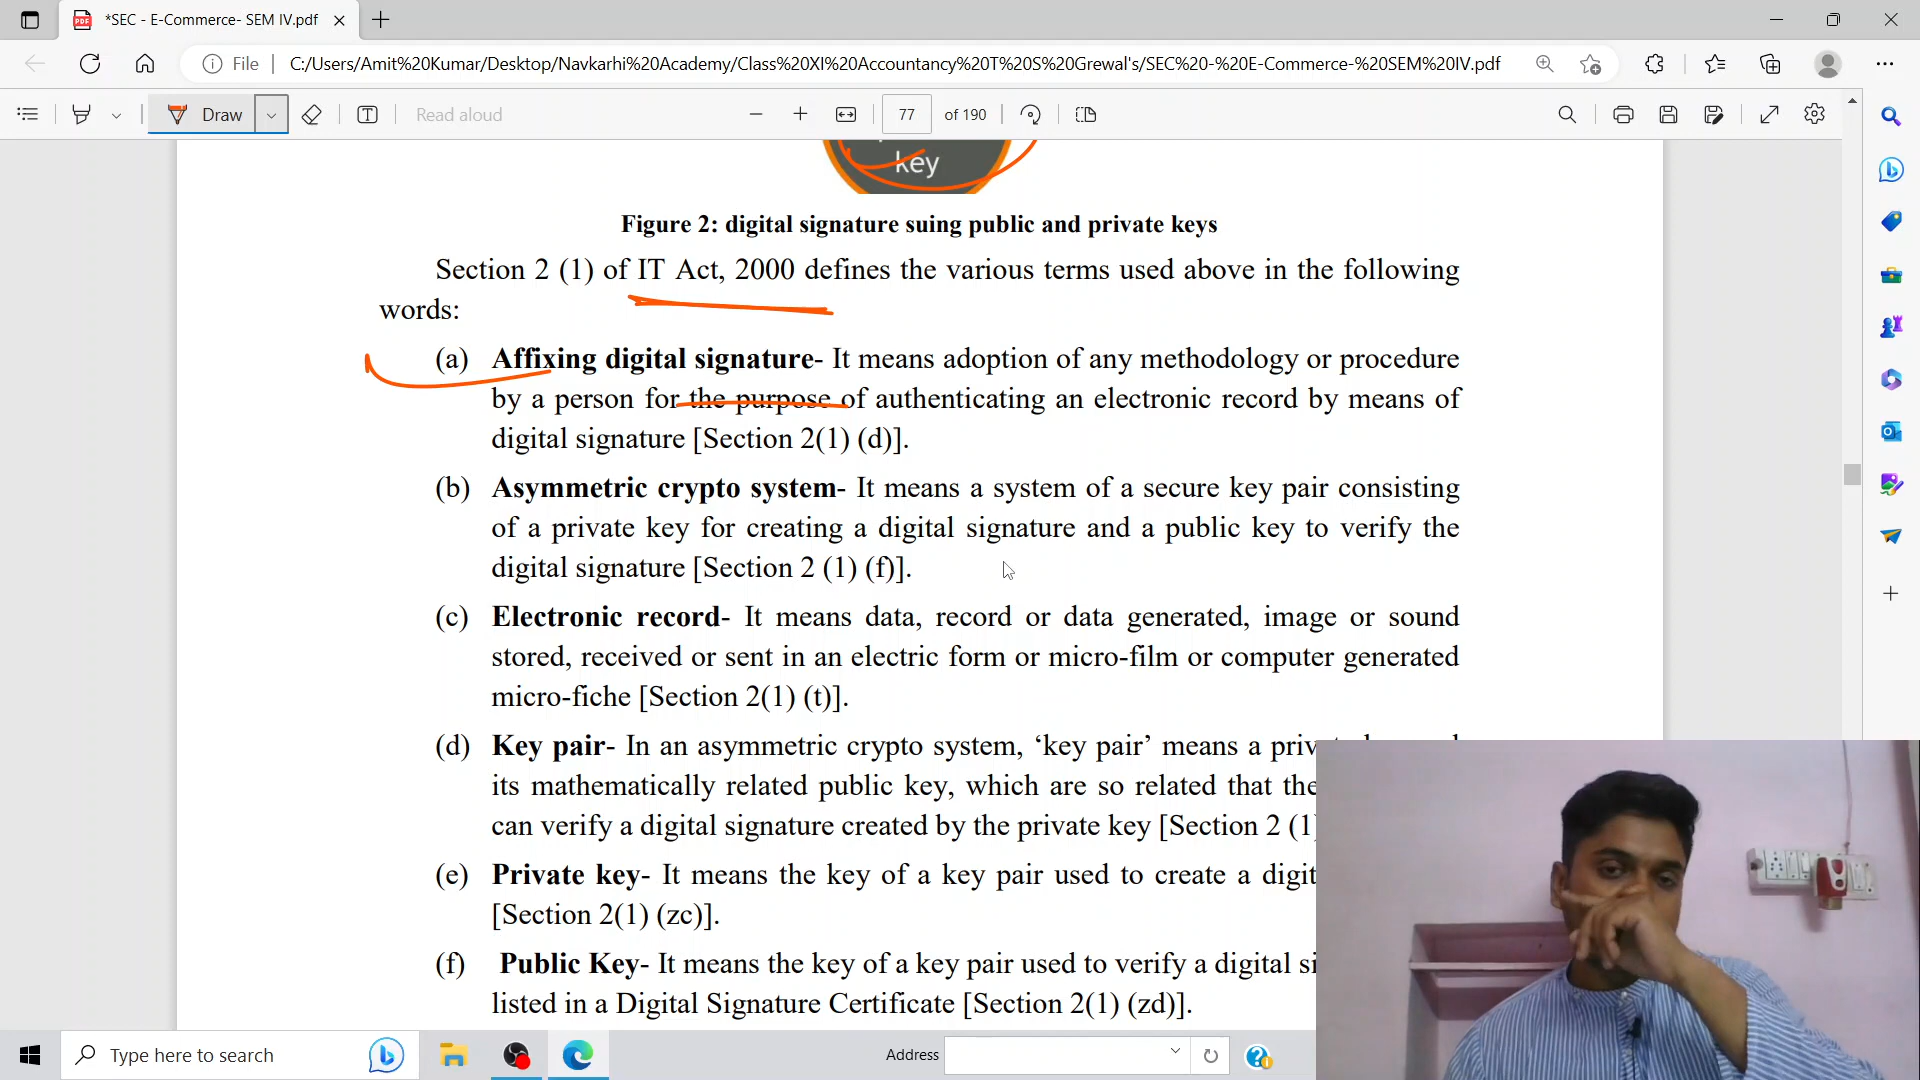 *SEC - E-Commerce- SEM IV.pdf
File
C:/Users/Amit%20Kumar/Desktop/Navkarhi%20Academy/Class%20XI%20Accountancy%20T%20S%20Grewal's/SEC%20-%20E-Commerce-%20SEM%20IV.pdf
Draw
Read aloud
77
of 190
key
Figure 2: digital signature suing public and private keys
Section 2 (1) of IT Act, 2000 defines the various terms used above in the following
words:
(a) Affixing digital signature- It means adoption of any methodology or procedure
by a person for the purpose of authenticating an electronic record by means of
digital signature [Section 2(1) (d)].
(b) Asymmetric crypto system- It means a system of a secure key pair consisting
of a private key for creating a digital signature and a public key to verify the
digital signature [Section 2 (1) (f)].
(c) Electronic record- It means data, record or data generated, image or sound
stored, received or sent in an electric form or micro-film or computer generated
micro-fiche [Section 2(1) (t)].
(d) Key pair- In an asymmetric crypto system, ‘key pair’ means a
its mathematically related public key, which are so related that the
can verify a digital signature created by the private key [Section 2 (1)
(e) Private key- It means the key of a key pair used to create a
[Section 2(1) (zc)].
(f) Public Key- It means the key of a key pair used to verify a digital
listed in a Digital Signature Certificate [Section 2(1) (zd)].
Type here to search
Address